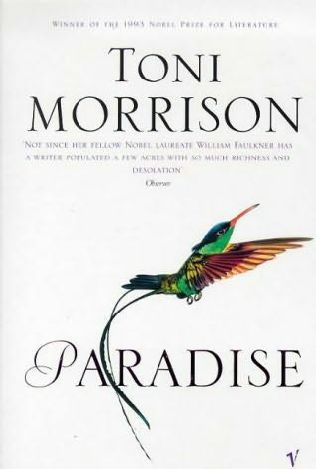 WINNER OF THE 1993 NOBEL PRIZE FOR LITERATURE
TONI
MORRISON
'NOT SINCE HER FELLOW NOBEL LAUREATE WILLIAM FAULKNER HAS
A WRITER POPULATED A FEW ACRES WITH SO MUCH RICHNESS AND
DESOLATION'
Observer
PARADISE
V